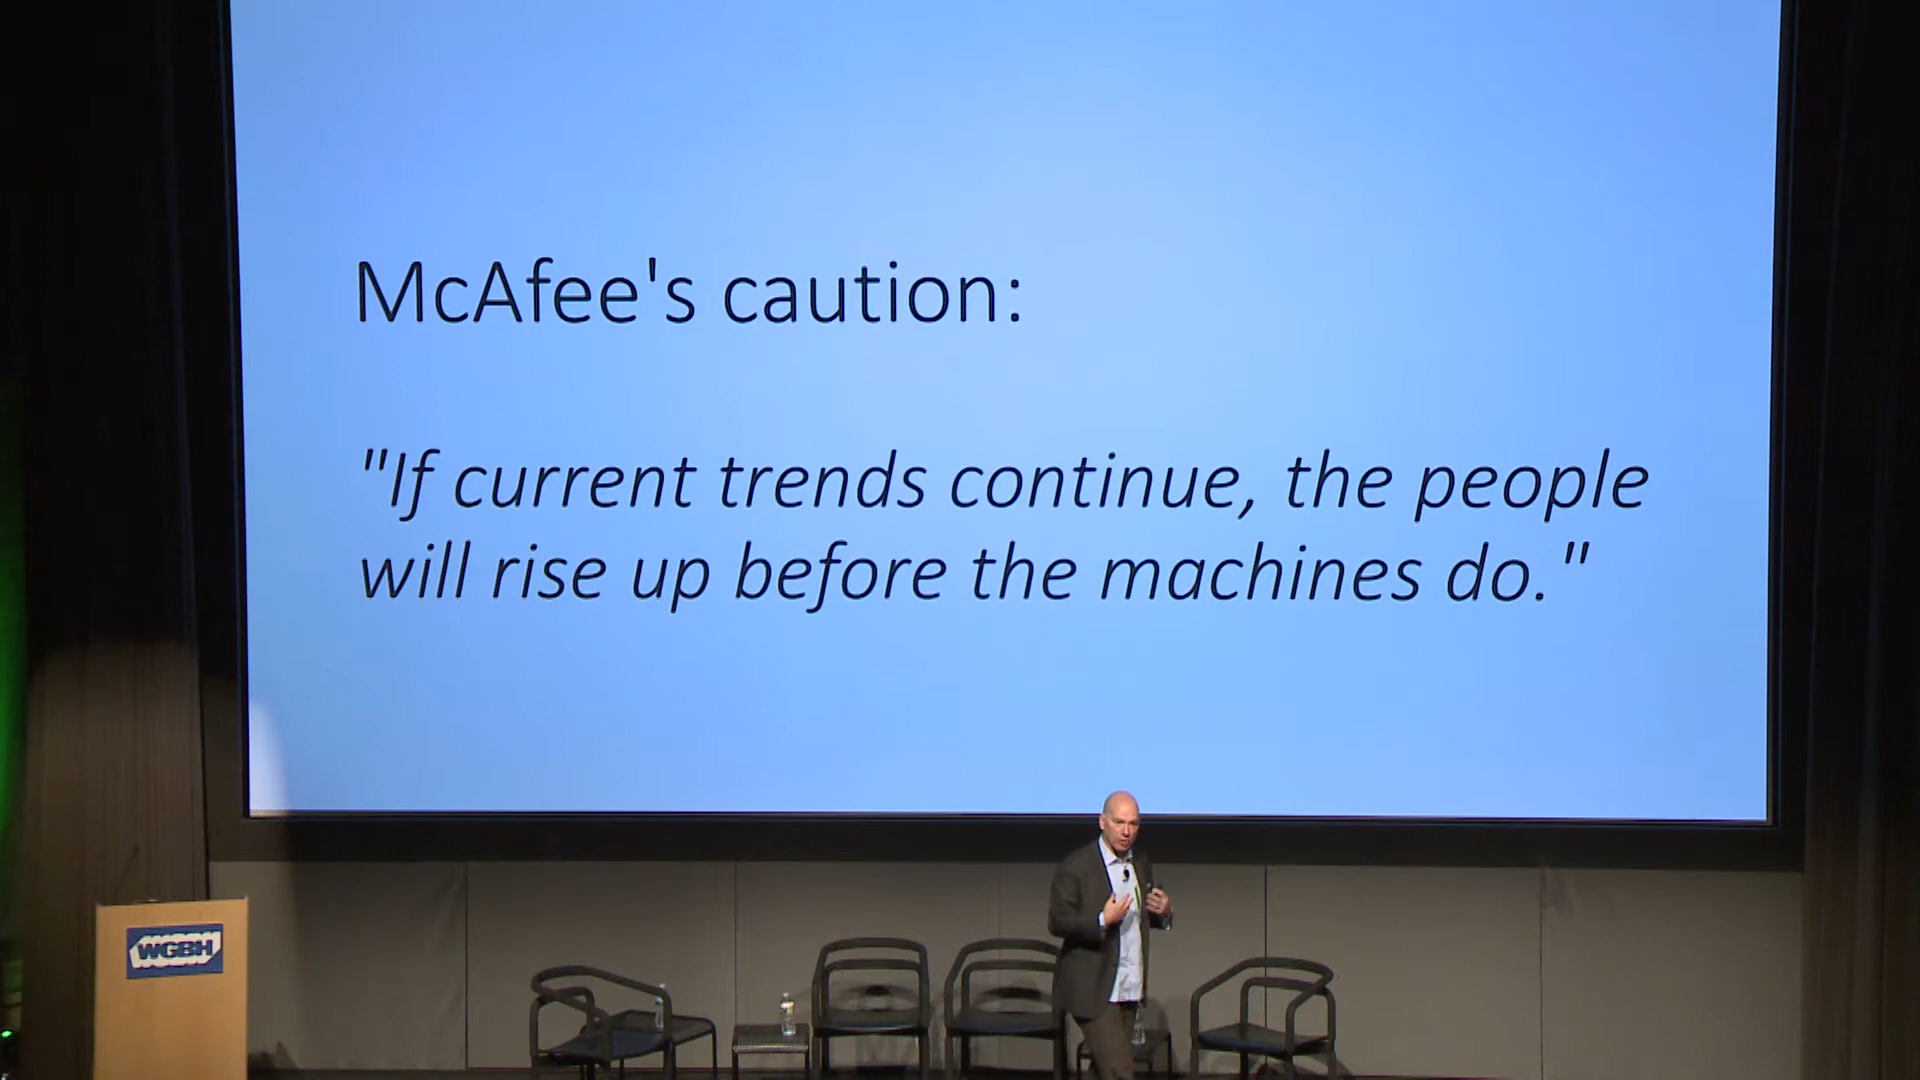 McAfee's caution:
"If current trends continue, the people
will rise up before the machines do."
WGBH